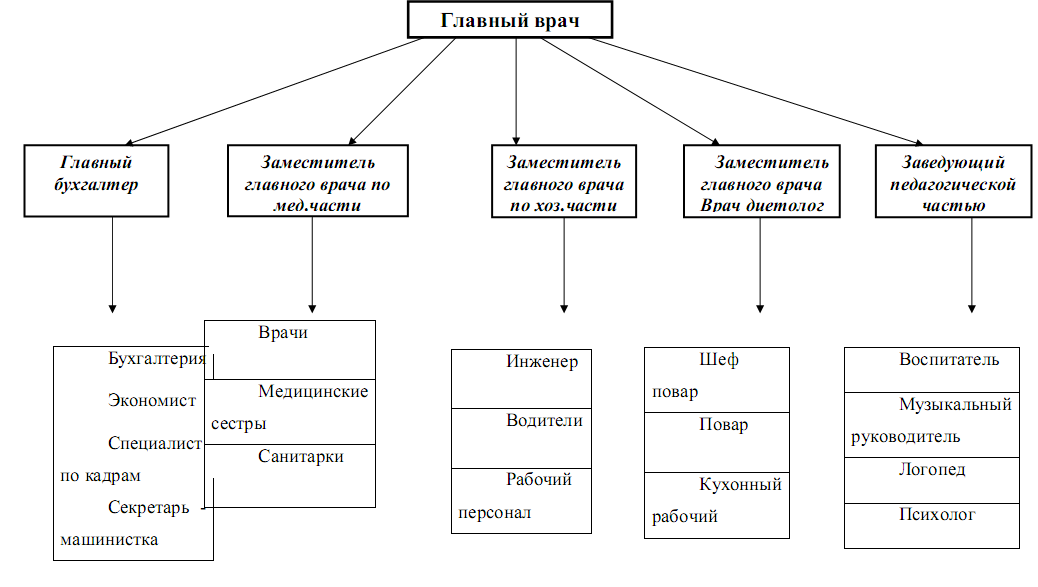 Главный врач
Главный
бухгалтер
Заместитель
главного врача по
мед.части
Заместитель
главного врача
по хоз.части
Заместитель
главного врача
Врач диетолог
Заведующий
педагогической
частью
Бухгалтерия
Экономист
Специалист
по кадрам
Секретарь -
машинистка
Врачи
Медицинские
сестры
Санитарки
Инженер
Водители
Рабочий
персонал
Шеф
повар
Повар
Кухонный
рабочий
Воспитатель
Музыкальный
руководитель
Логопед
Психолог